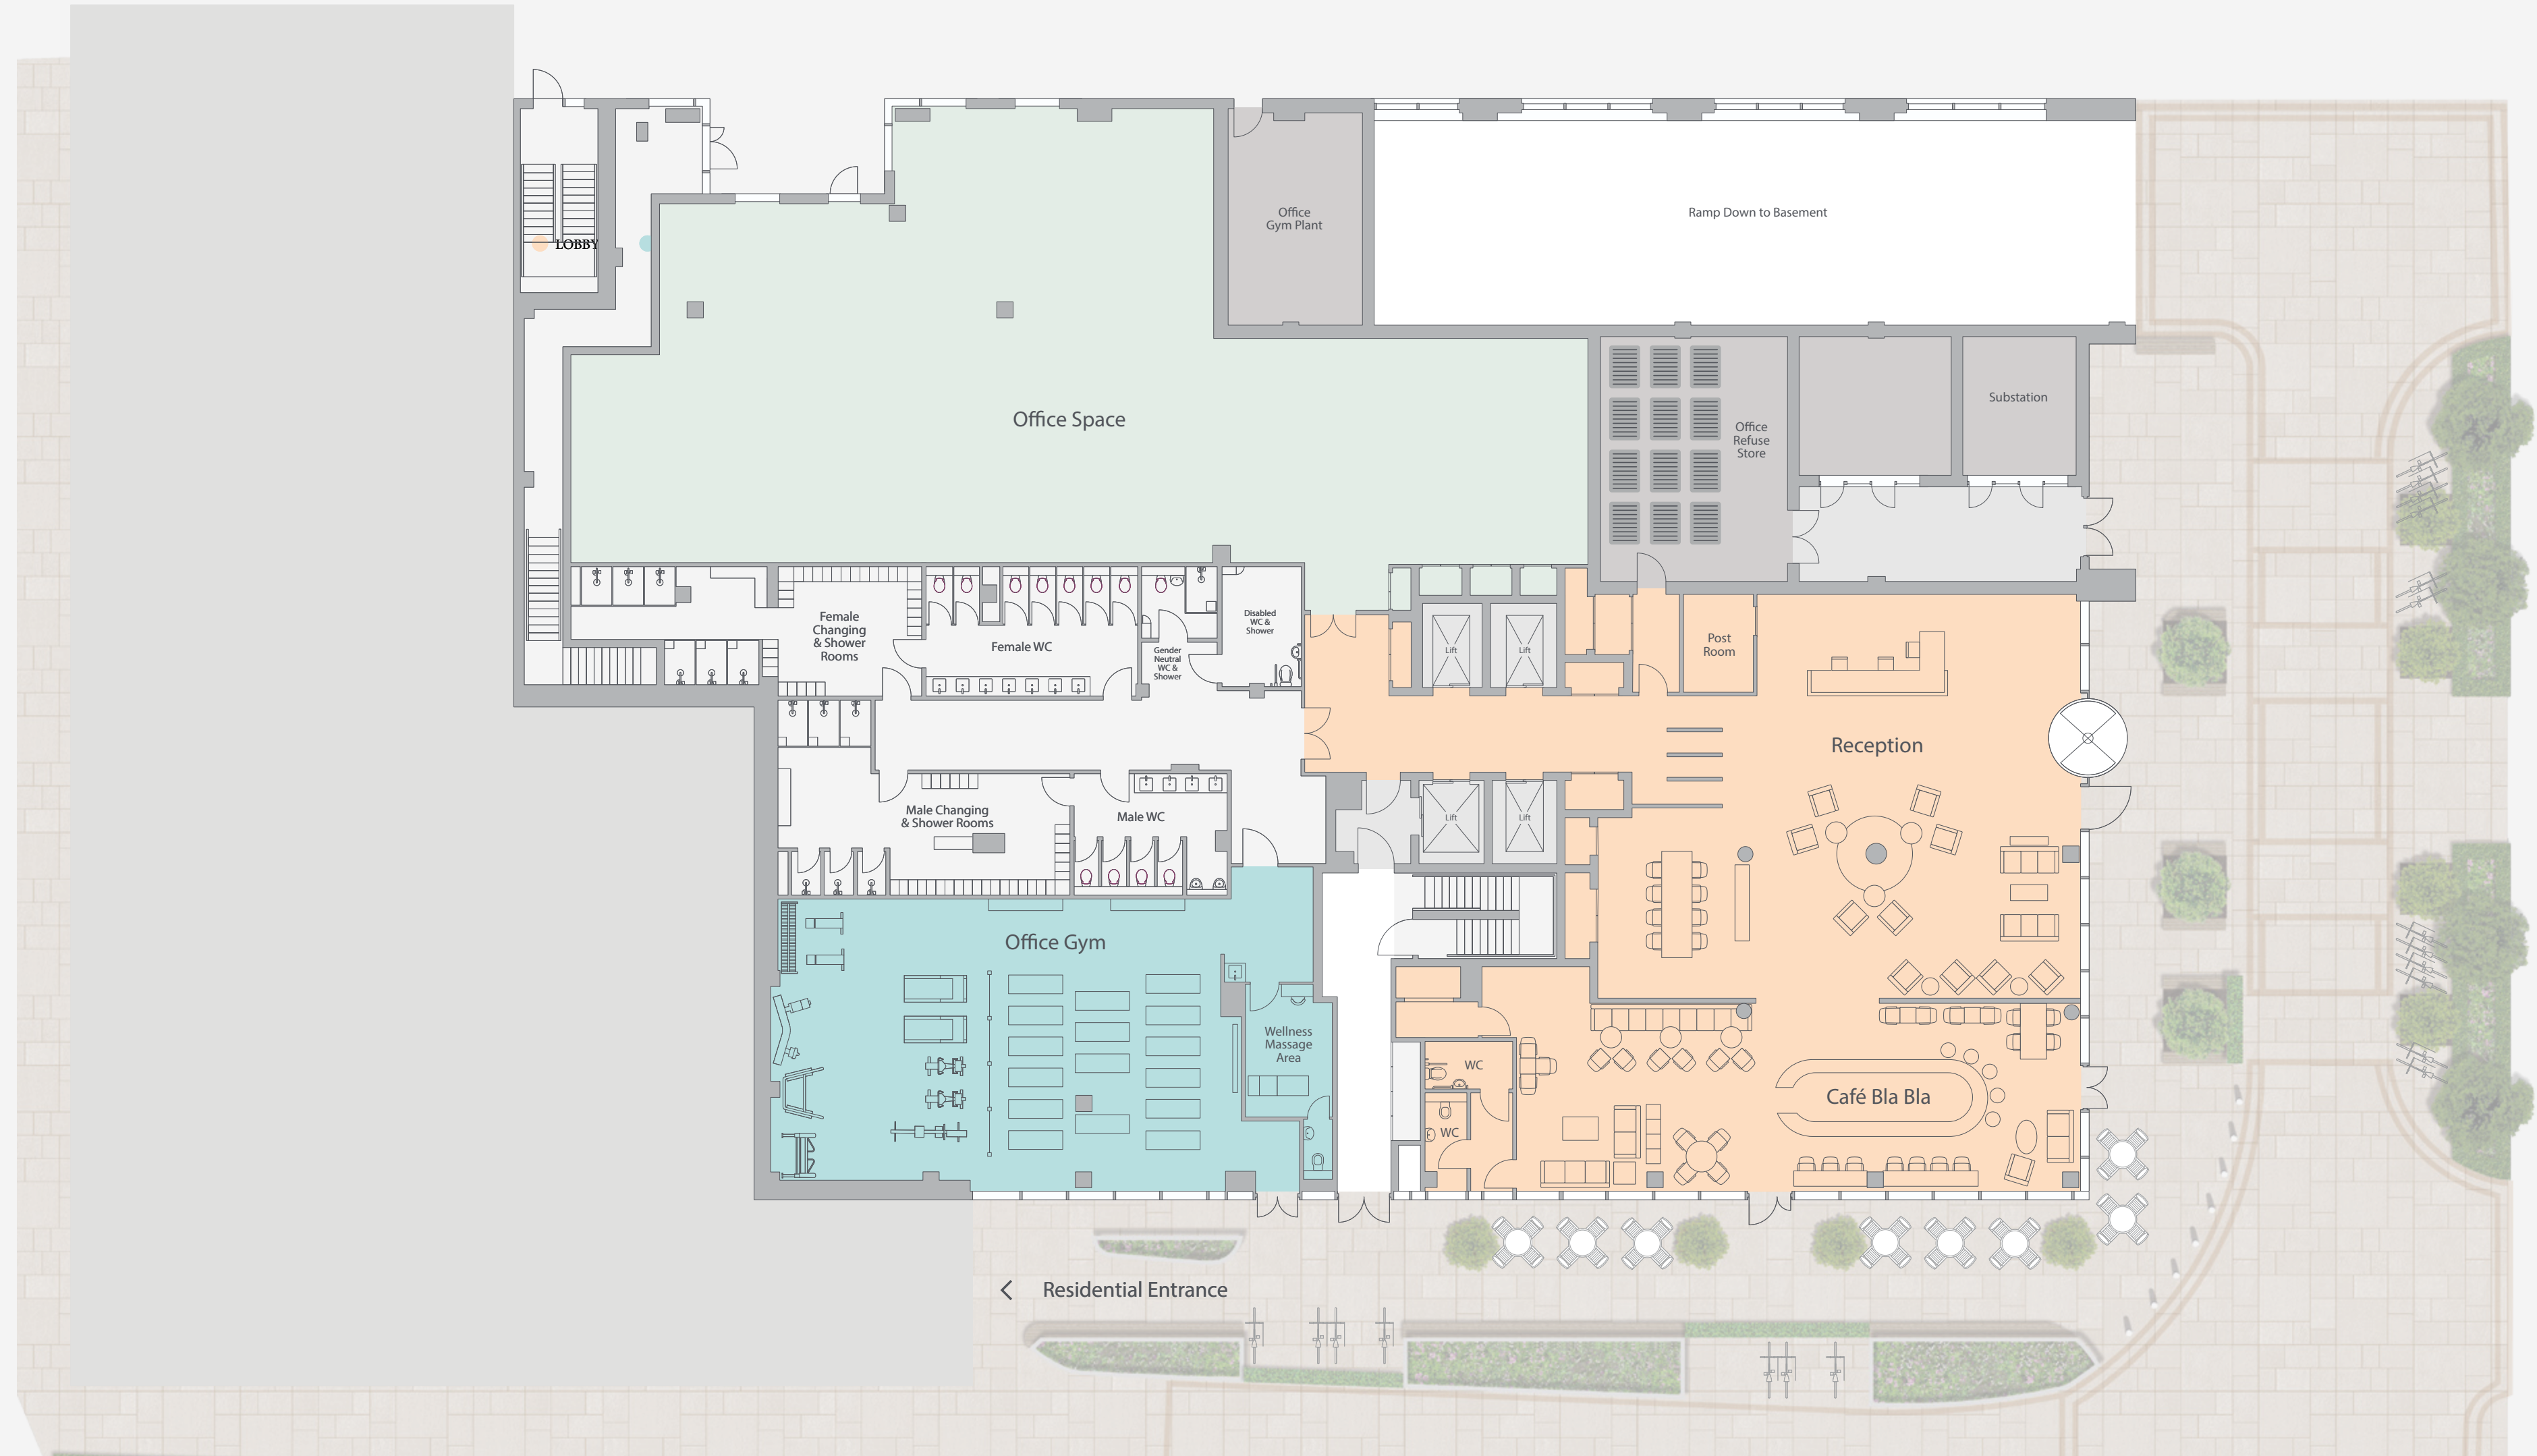 Office
Gym Plant
Ramp Down to Basement
LOBBY
Office Space
Substation
Office
Refuse
Store
Female
Changing
& Shower
Rooms
Female WC
Gender
Neutral
WC &
Shower
Disabled
WC &
Shower
Lift
Lift
Post
Room
Reception
Male Changing
& Shower Rooms
Male WC
Lift
Lift
Office Gym
Wellness
Massage
Area
WC
WC
Café Bla Bla
Residential Entrance